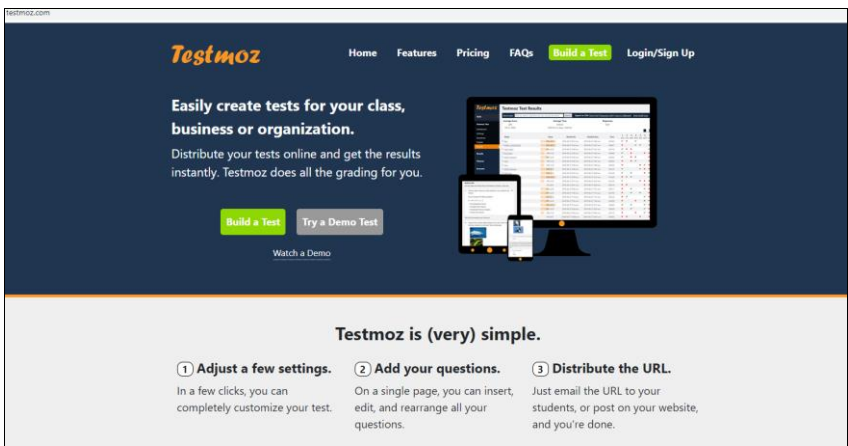 testmoz.com
Testmoz
Home Features Pricing FAQs Build a Test Login/Sign Up
Easily create tests for your class,
business or organization.
Distribute your tests online and get the results
instantly. Testmoz does all the grading for you.
Build a Test Try a Demo Test
Watch a Demo
Testmoz Test Results
Testmoz is (very) simple.
1 Adjust a few settings.
In a few clicks, you can
completely customize your test.
2 Add your questions.
On a single page, you can insert,
edit, and rearrange all your
questions.
3 Distribute the URL.
Just email the URL to your
students, or post on your website,
and you're done.